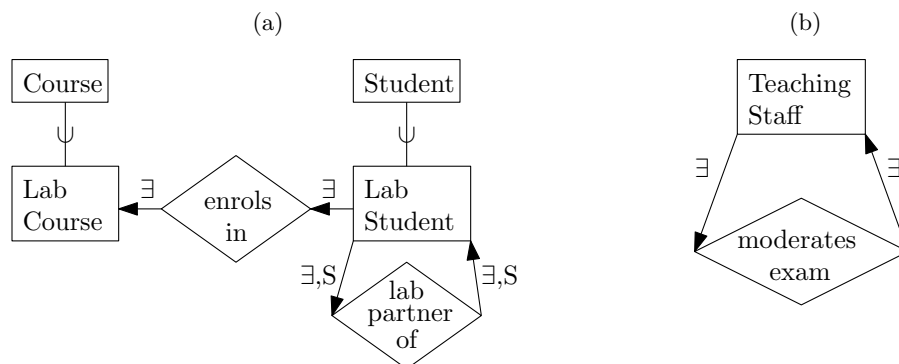 (a)
(b)
Course
Student
Teaching
Staff
∪
∪
Lab
Course
∃
enrols
in
∃
Lab
Student
∃
∃
moderates
exam
∃,S
lab
partner
of
∃,S